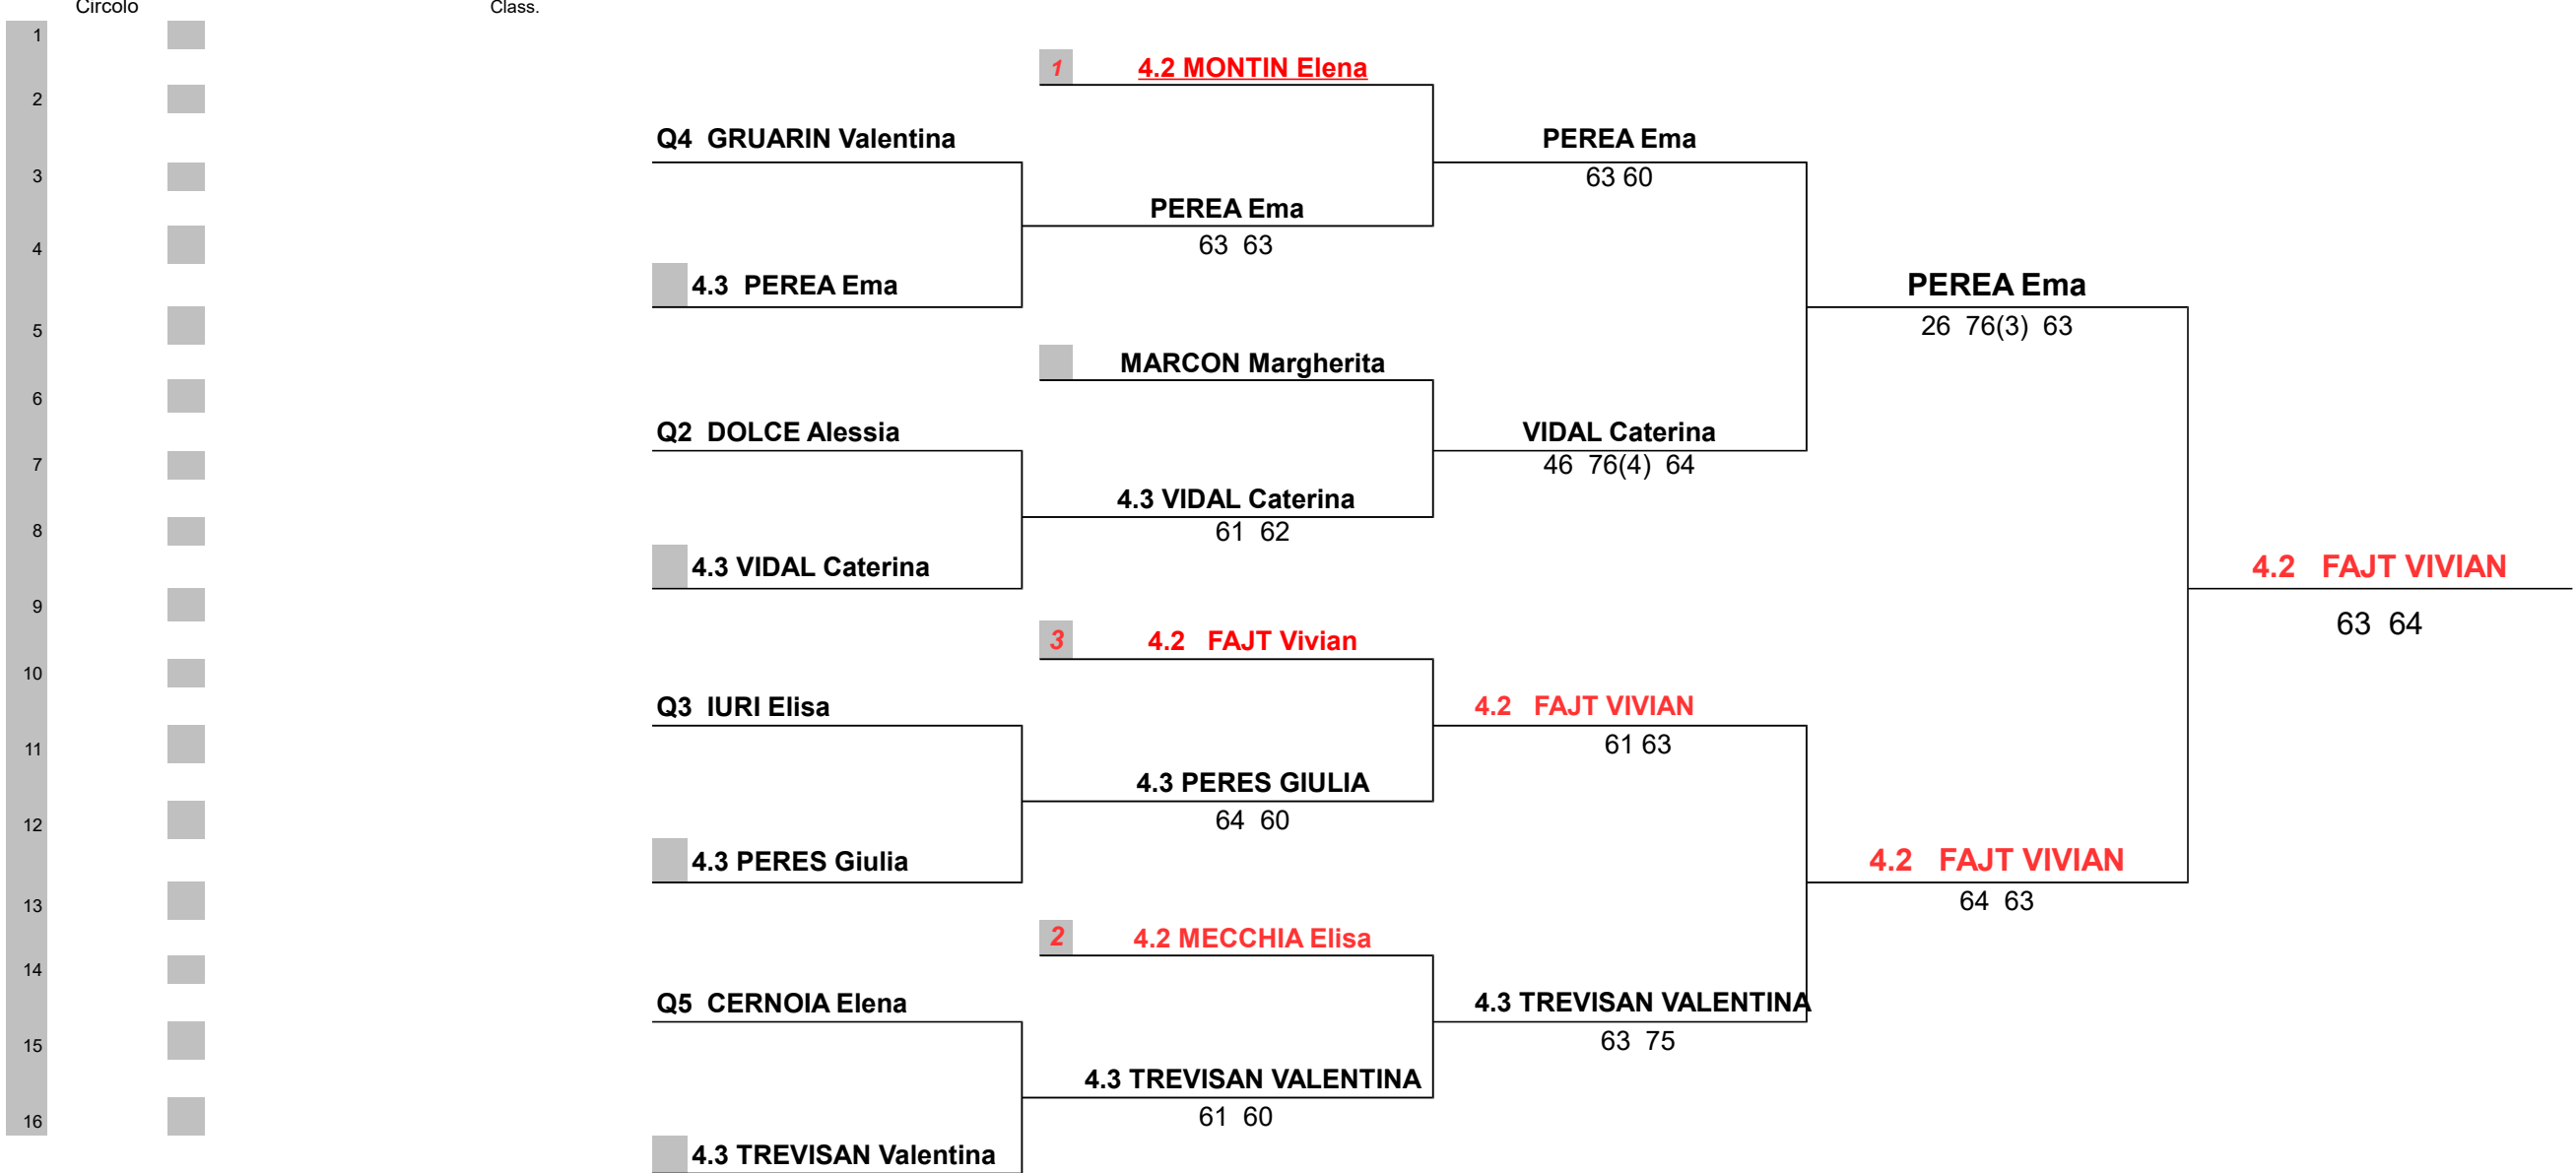 Circolo Class.
1
1 4.2 MONTIN Elena
2
Q4 GRUARIN Valentina PEREA Ema
3 63 60
PEREA Ema
4 63 63
4.3 PEREA Ema PEREA Ema
5 26 76(3) 63
MARCON Margherita
6
Q2 DOLCE Alessia VIDAL Caterina
7 46 76(4) 64
4.3 VIDAL Caterina
8 61 62
4.3 VIDAL Caterina 4.2 FAJT VIVIAN
9
63 64
3 4.2 FAJT Vivian
10
Q3 IURI Elisa 4.2 FAJT VIVIAN
11 61 63
4.3 PERES GIULIA
12 64 60
4.3 PERES Giulia 4.2 FAJT VIVIAN
13 64 63
2 4.2 MECCHIA Elisa
14
Q5 CERNOIA Elena 4.3 TREVISAN VALENTINA
15 63 75
4.3 TREVISAN VALENTINA
16 61 60
4.3 TREVISAN Valentina